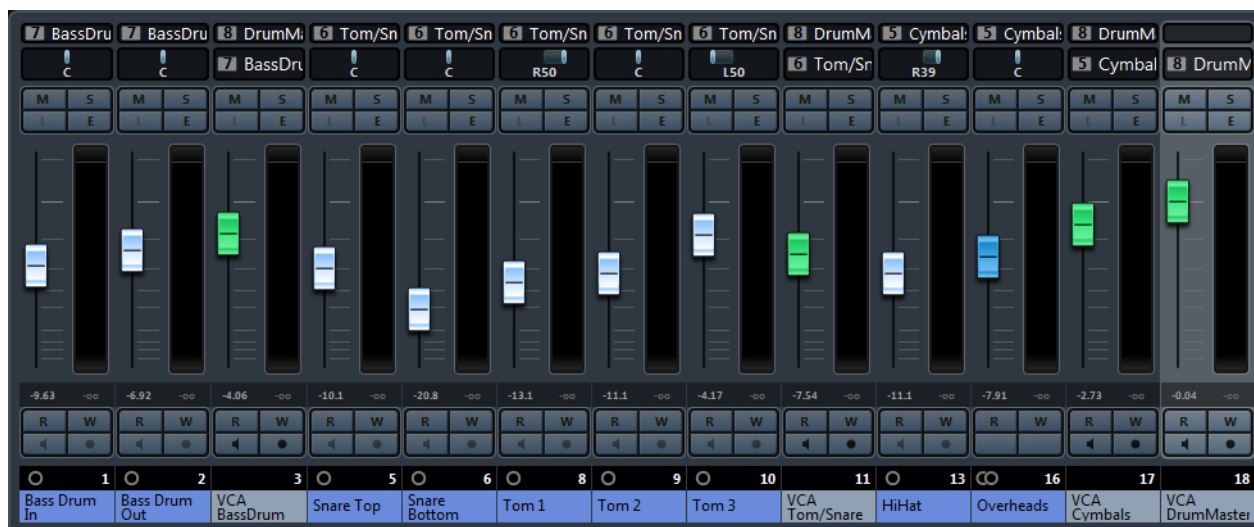 7 BassDru 7 BassDru 8 DrumMa 6 Tom/Sn 6 Tom/Sn 6 Tom/Sn 6 Tom/Sn 6 Tom/Sn 8 DrumMa 5 Cymbal: 5 Cymbal: 8 DrumM
C C 7 BassDru C C R50 C L50 6 Tom/Sn R39 C 5 Cymbal 8 DrumM
M S M S M S M S M S M S M S M S M S M S M S M S M S
L E L E L E L E L E L E L E L E L E L E L E L E L E
-9.63 -oo -6.92 -oo -4.06 -oo -10.1 -oo -20.8 -oo -13.1 -oo -11.1 -oo -4.17 -oo -7.54 -oo -11.1 -oo -7.91 -oo -2.73 -oo -0.04 -oo
R W R W R W R W R W R W R W R W R W R W R W R W R W
1 2 3 5 6 8 9 10 11 13 16 17 18
Bass Drum In
Bass Drum Out
VCA BassDrum
Snare Top
Snare Bottom
Tom 1
Tom 2
Tom 3
VCA Tom/Snare
HiHat
Overheads
VCA Cymbals
VCA DrumMaster